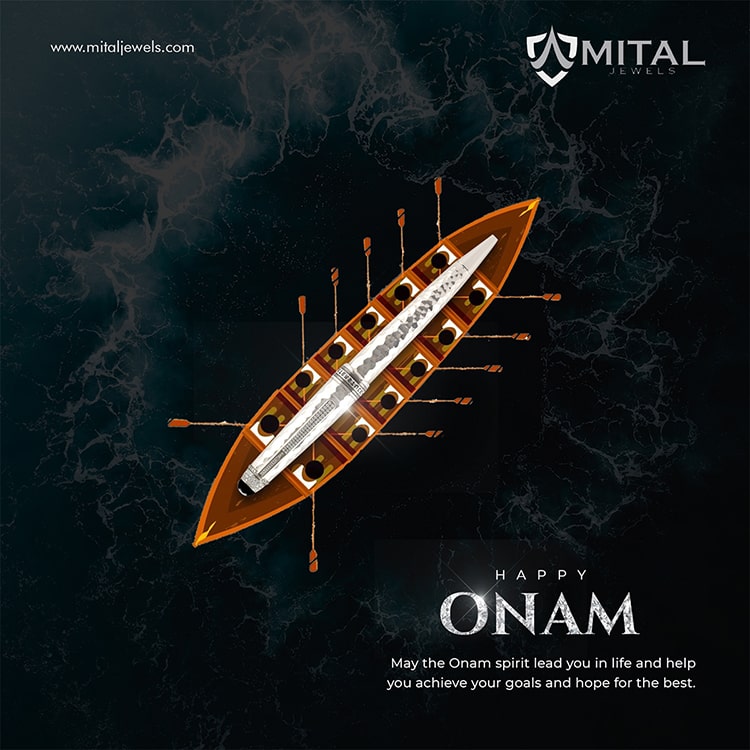 www.mitaljewels.com
MITAL
JEWELS
HAPPY
ONAM
May the Onam spirit lead you in life and help
you achieve your goals and hope for the best.